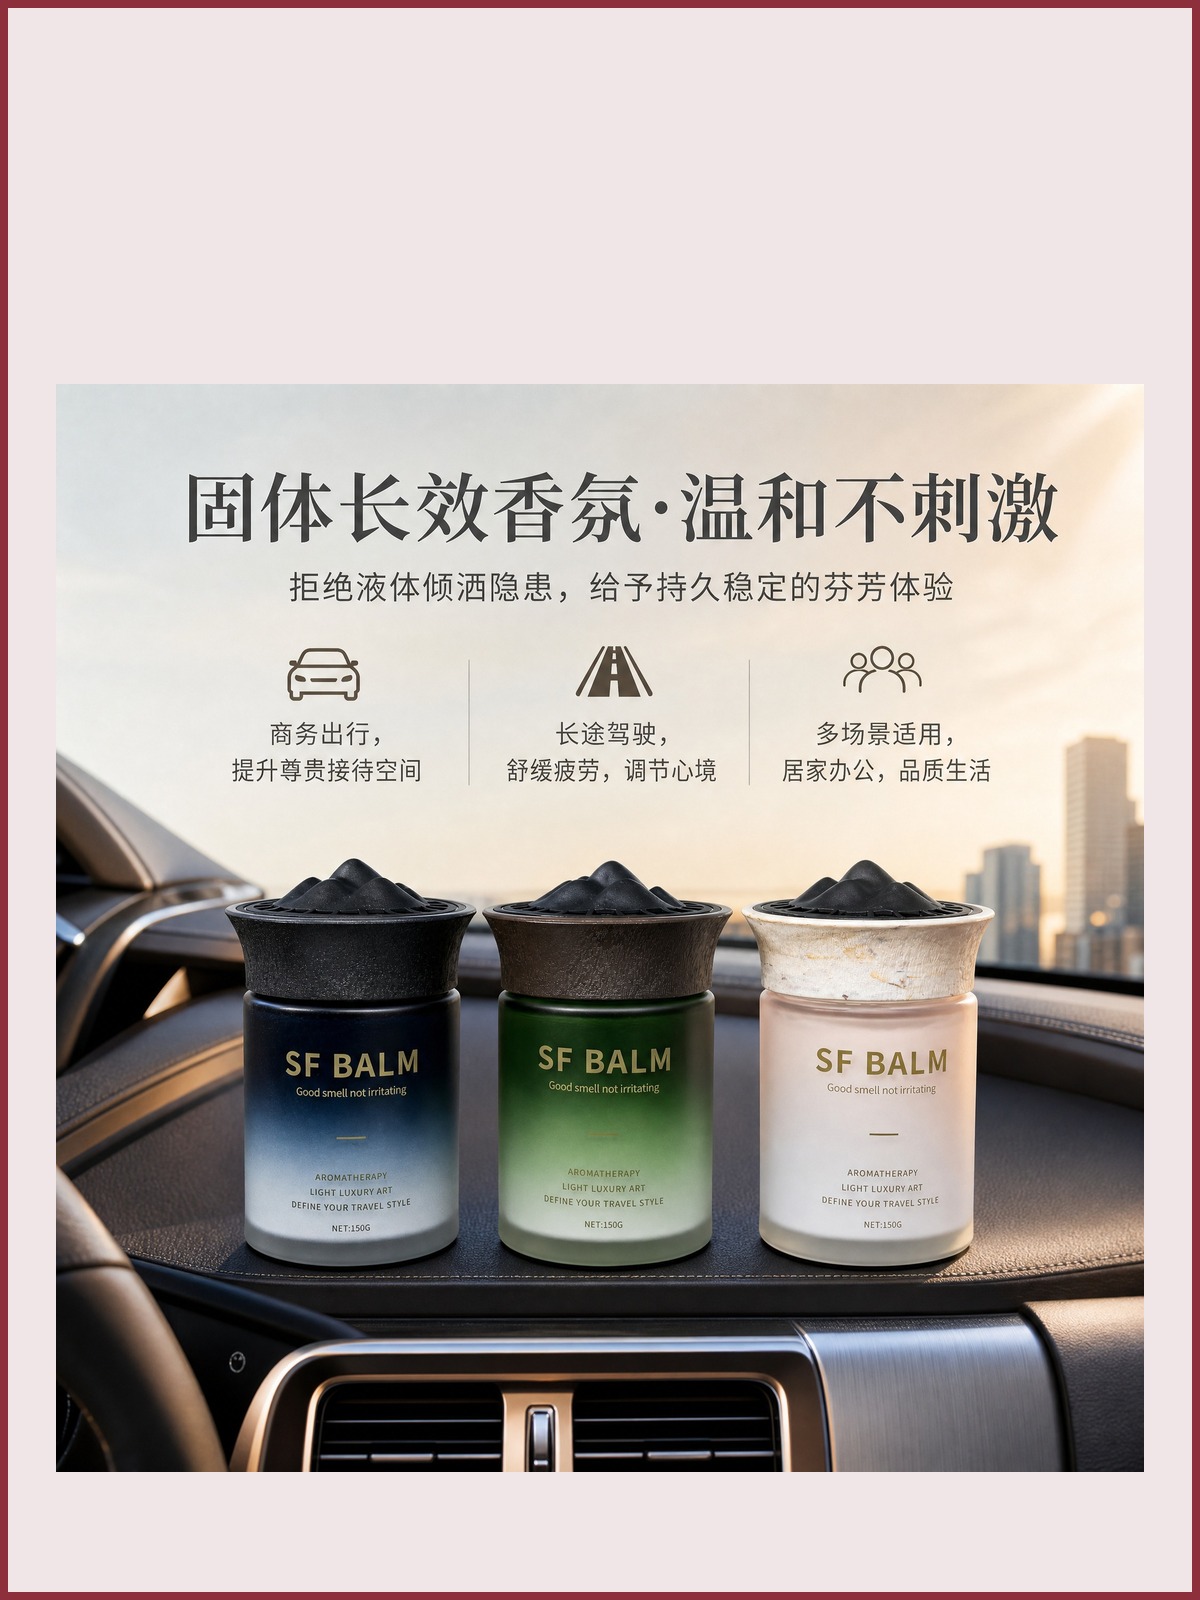 固体长效香氛·温和不刺激
拒绝液体倾洒隐患，给予持久稳定的芬芳体验
商务出行，
提升尊贵接待空间
长途驾驶，
舒缓疲劳，调节心境
多场景适用，
居家办公，品质生活
SF BALM
Good smell not irritating
AROMATHERAPY
LIGHT LUXURY ART
DEFINE YOUR TRAVEL STYLE
NET:150G
SF BALM
Good smell not irritating
AROMATHERAPY
LIGHT LUXURY ART
DEFINE YOUR TRAVEL STYLE
NET:150G
SF BALM
Good smell not irritating
AROMATHERAPY
LIGHT LUXURY ART
DEFINE YOUR TRAVEL STYLE
NET:150G